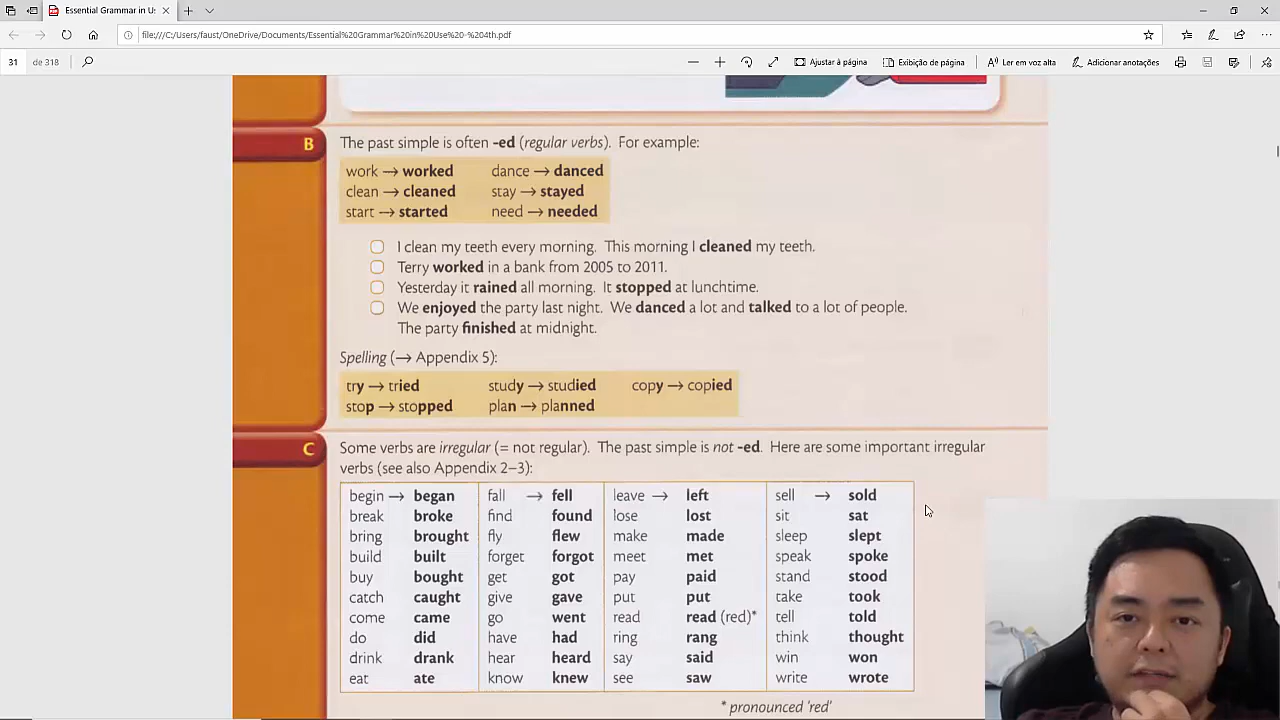 Essential Grammar in Us
file:///C:/Users/faust/OneDrive/Documents/Essential%20Grammar%20in%20Use%20-%204th.pdf
31 de 318 Ajustar à página Exibição de página Ler em voz alta Adicionar anotações
B
The past simple is often -ed (regular verbs). For example:
work → worked dance → danced
clean → cleaned stay → stayed
start → started need → needed
I clean my teeth every morning. This morning I cleaned my teeth.
Terry worked in a bank from 2005 to 2011.
Yesterday it rained all morning. It stopped at lunchtime.
We enjoyed the party last night. We danced a lot and talked to a lot of people.
The party finished at midnight.
Spelling (→ Appendix 5):
try → tried study → studied copy → copied
stop → stopped plan → planned
C
Some verbs are irregular (= not regular). The past simple is not -ed. Here are some important irregular
verbs (see also Appendix 2–3):
begin → began fall → fell leave → left sell → sold
break broke find found lose lost sit sat
bring brought fly flew make made sleep slept
build built forget forgot meet met speak spoke
buy bought get got pay paid stand stood
catch caught give gave put put take took
come came go went read read (red)* tell told
do did have had ring rang think thought
drink drank hear heard say said win won
eat ate know knew see saw write wrote
* pronounced 'red'